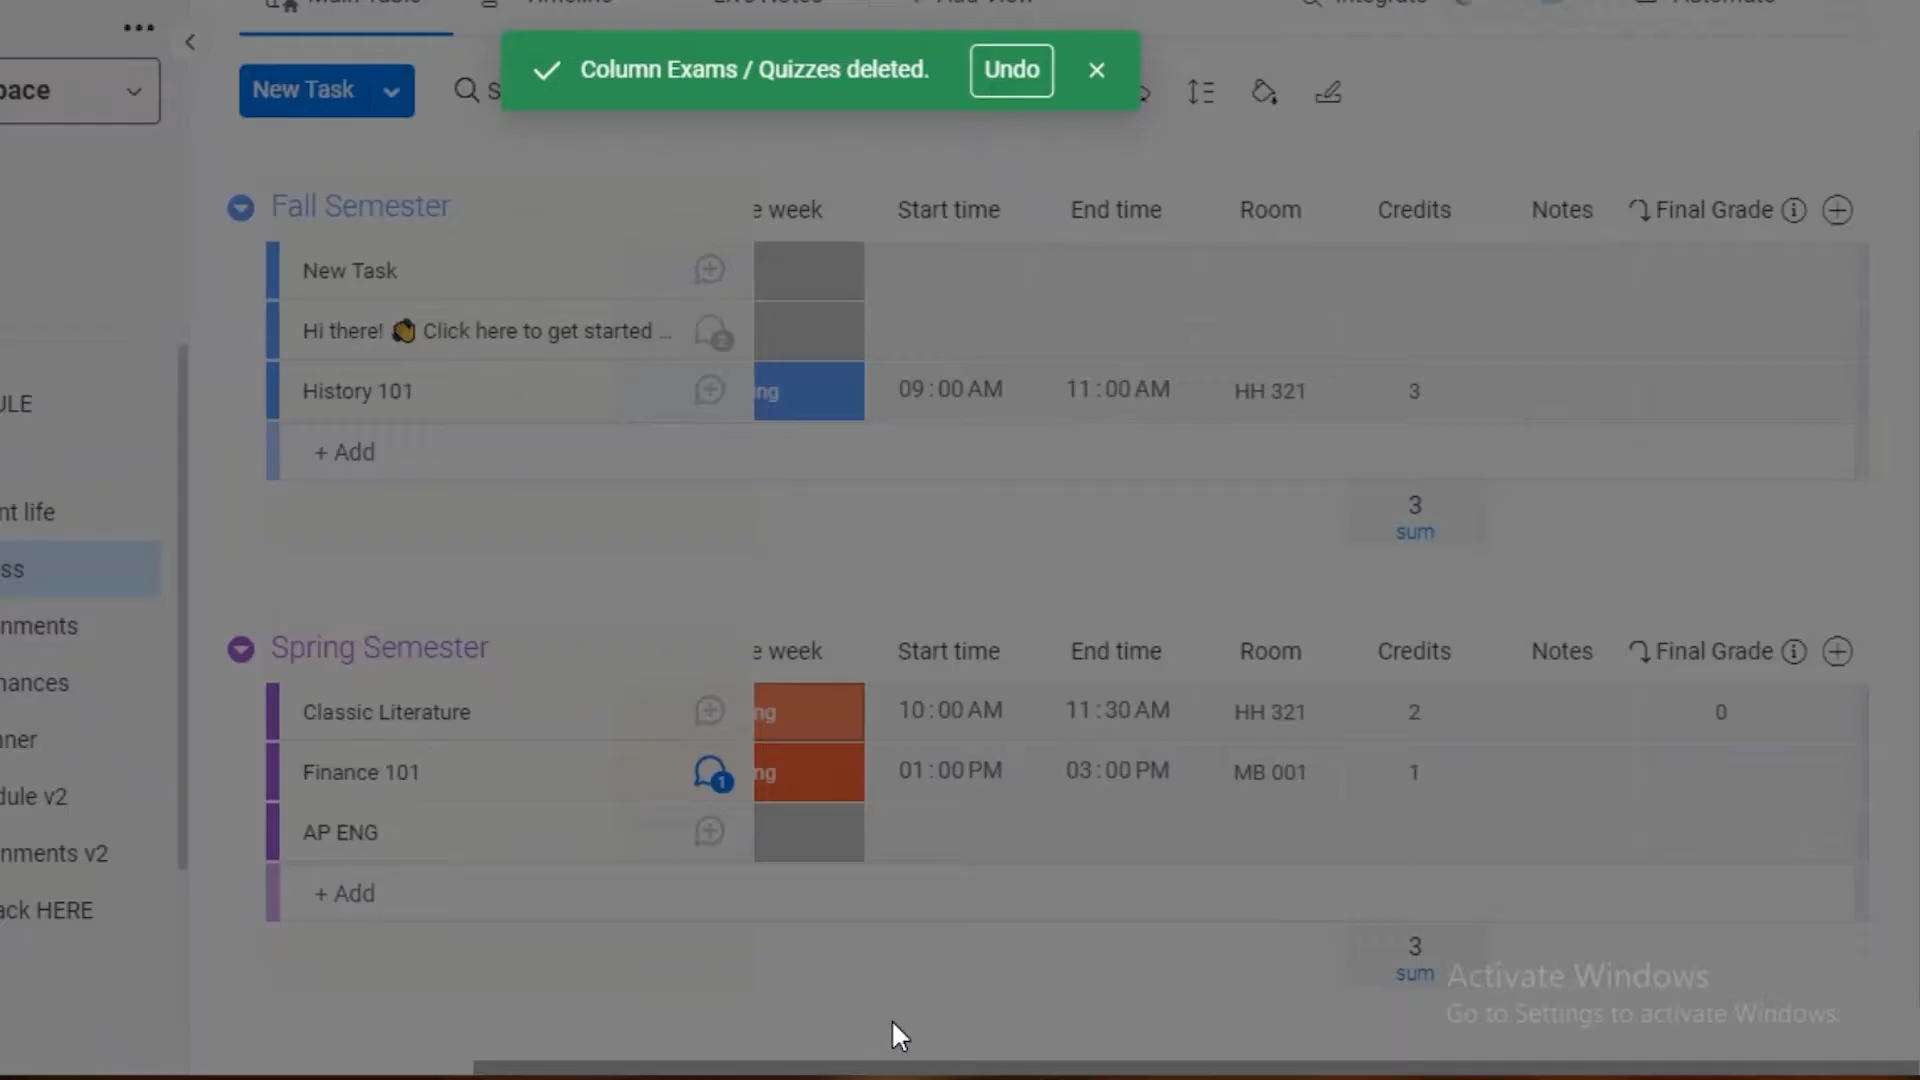 Column Exams / Quizzes deleted. Undo
New Task
Fall Semester
e week Start time End time Room Credits Notes Final Grade
New Task
Hi there! 👋 Click here to get started ...
2
History 101 ng 09:00 AM 11:00 AM HH 321 3
+ Add
3
sum
Spring Semester
e week Start time End time Room Credits Notes Final Grade
Classic Literature ng 10:00 AM 11:30 AM HH 321 2 0
Finance 101 1 ng 01:00 PM 03:00 PM MB 001 1
AP ENG
+ Add
3
sum
pace
ULE
nt life
ss
nments
nances
nner
dule v2
nments v2
ack HERE
Activate Windows
Go to Settings to activate Windows.